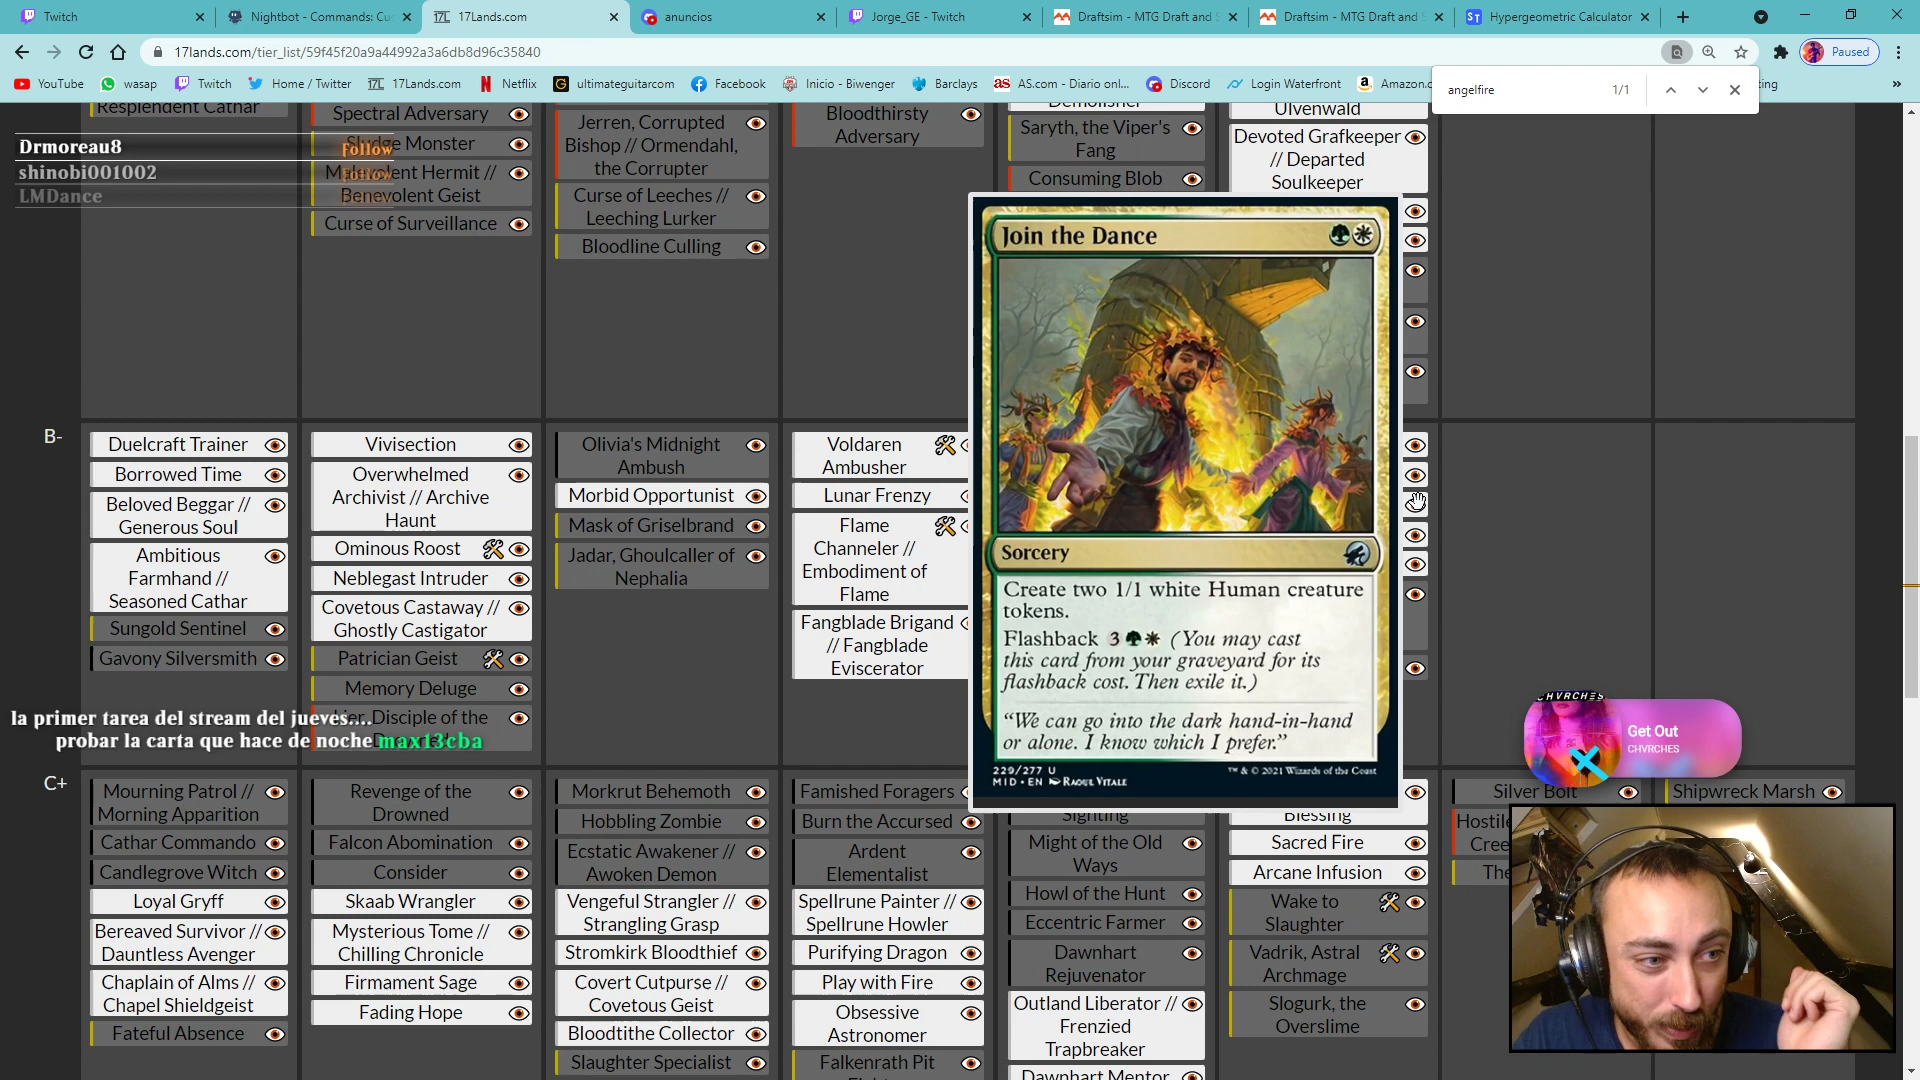 Twitch
Nightbot - Commands: Cu
17Lands.com
anuncios
Jorge_GE - Twitch
Draftsim - MTG Draft and S
Draftsim - MTG Draft and S
Hypergeometric Calculator
17lands.com/tier_list/59f45f20a9a44992a3a6db8d96c35840
Paused
YouTube
wasap
Twitch
Home / Twitter
17Lands.com
Netflix
ultimateguitarcom
Facebook
Inicio - Biwenger
Barclays
AS.com - Diario onl...
Discord
Login Waterfront
Amazon.c
angelfire
1/1
Drmoreau8
Follow
shinobi001002
LMDance
Resplendent Cathar
Spectral Adversary
Monster
Malevolent Hermit //
Benevolent Geist
Curse of Surveillance
Jerren, Corrupted
Bishop // Ormendahl,
the Corrupter
Curse of Leeches //
Leeching Lurker
Bloodline Culling
Bloodthirsty
Adversary
Saryth, the Viper's
Fang
Consuming Blob
Ulvenwald
Devoted Grafkeeper
// Departed
Soulkeeper
Join the Dance
Sorcery
Create two 1/1 white Human creature
tokens.
Flashback 3 (You may cast
this card from your graveyard for its
flashback cost. Then exile it.)
“We can go into the dark hand-in-hand
or alone. I know which I prefer.”
229/277 U
MID • EN RAOUL VITALE
™ & © 2021 Wizards of the Coast
B-
Duelcraft Trainer
Borrowed Time
Beloved Beggar //
Generous Soul
Ambitious
Farmhand //
Seasoned Cathar
Sungold Sentinel
Gavony Silversmith
Vivisection
Overwhelmed
Archivist // Archive
Haunt
Ominous Roost
Neblegast Intruder
Covetous Castaway //
Ghostly Castigator
Patrician Geist
Memory Deluge
Disciple of the
Olivia's Midnight
Ambush
Morbid Opportunist
Mask of Griselbrand
Jadar, Ghoulcaller of
Nephalia
Voldaren
Ambusher
Lunar Frenzy
Flame
Channeler //
Embodiment of
Flame
Fangblade Brigand
// Fangblade
Eviscerator
la primer tarea del stream del jueves....
probar la carta que hace de noche max13cba
CHVRCHES
Get Out
CHVRCHES
C+
Mourning Patrol //
Morning Apparition
Cathar Commando
Candlegrove Witch
Loyal Gryff
Bereaved Survivor //
Dauntless Avenger
Chaplain of Alms //
Chapel Shieldgeist
Fateful Absence
Revenge of the
Drowned
Falcon Abomination
Consider
Skaab Wrangler
Mysterious Tome //
Chilling Chronicle
Firmament Sage
Fading Hope
Morkrut Behemoth
Hobbling Zombie
Ecstatic Awakener //
Awoken Demon
Vengeful Strangler //
Strangling Grasp
Stromkirk Bloodthief
Covert Cutpurse //
Covetous Geist
Bloodtithe Collector
Slaughter Specialist
Famished Foragers
Burn the Accursed
Ardent
Elementalist
Spellrune Painter //
Spellrune Howler
Purifying Dragon
Play with Fire
Obsessive
Astronomer
Falkenrath Pit
Sighting
Might of the Old
Ways
Howl of the Hunt
Eccentric Farmer
Dawnhart
Rejuvenator
Outland Liberator //
Frenzied
Trapbreaker
Dawnhart Mentor
Blessing
Sacred Fire
Arcane Infusion
Wake to
Slaughter
Vadrik, Astral
Archmage
Slogurk, the
Overslime
Silver Bolt
Hostile
Shipwreck Marsh